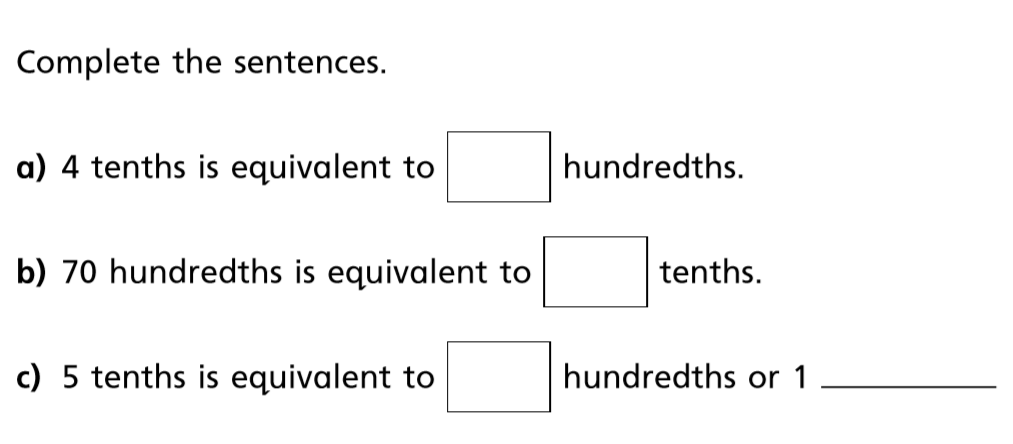 Complete the sentences.
a) 4 tenths is equivalent to hundredths.
b) 70 hundredths is equivalent to tenths.
c) 5 tenths is equivalent to hundredths or 1